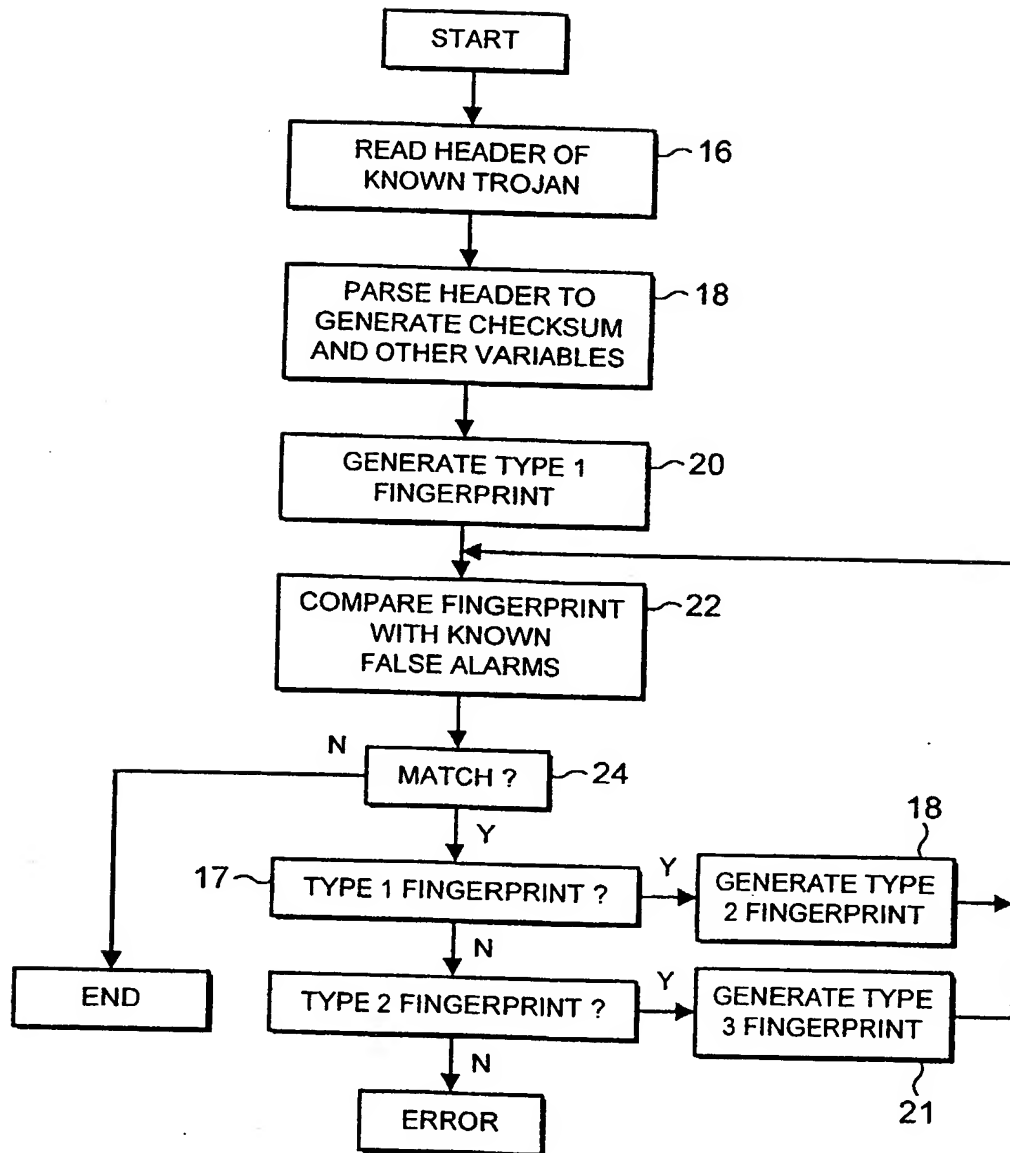 START
READ HEADER OF
KNOWN TROJAN
16
PARSE HEADER TO
GENERATE CHECKSUM
AND OTHER VARIABLES
18
GENERATE TYPE 1
FINGERPRINT
20
COMPARE FINGERPRINT
WITH KNOWN
FALSE ALARMS
22
N
MATCH ?
24
Y
17
TYPE 1 FINGERPRINT ?
Y
18
GENERATE TYPE
2 FINGERPRINT
N
END
TYPE 2 FINGERPRINT ?
Y
GENERATE TYPE
3 FINGERPRINT
21
N
ERROR